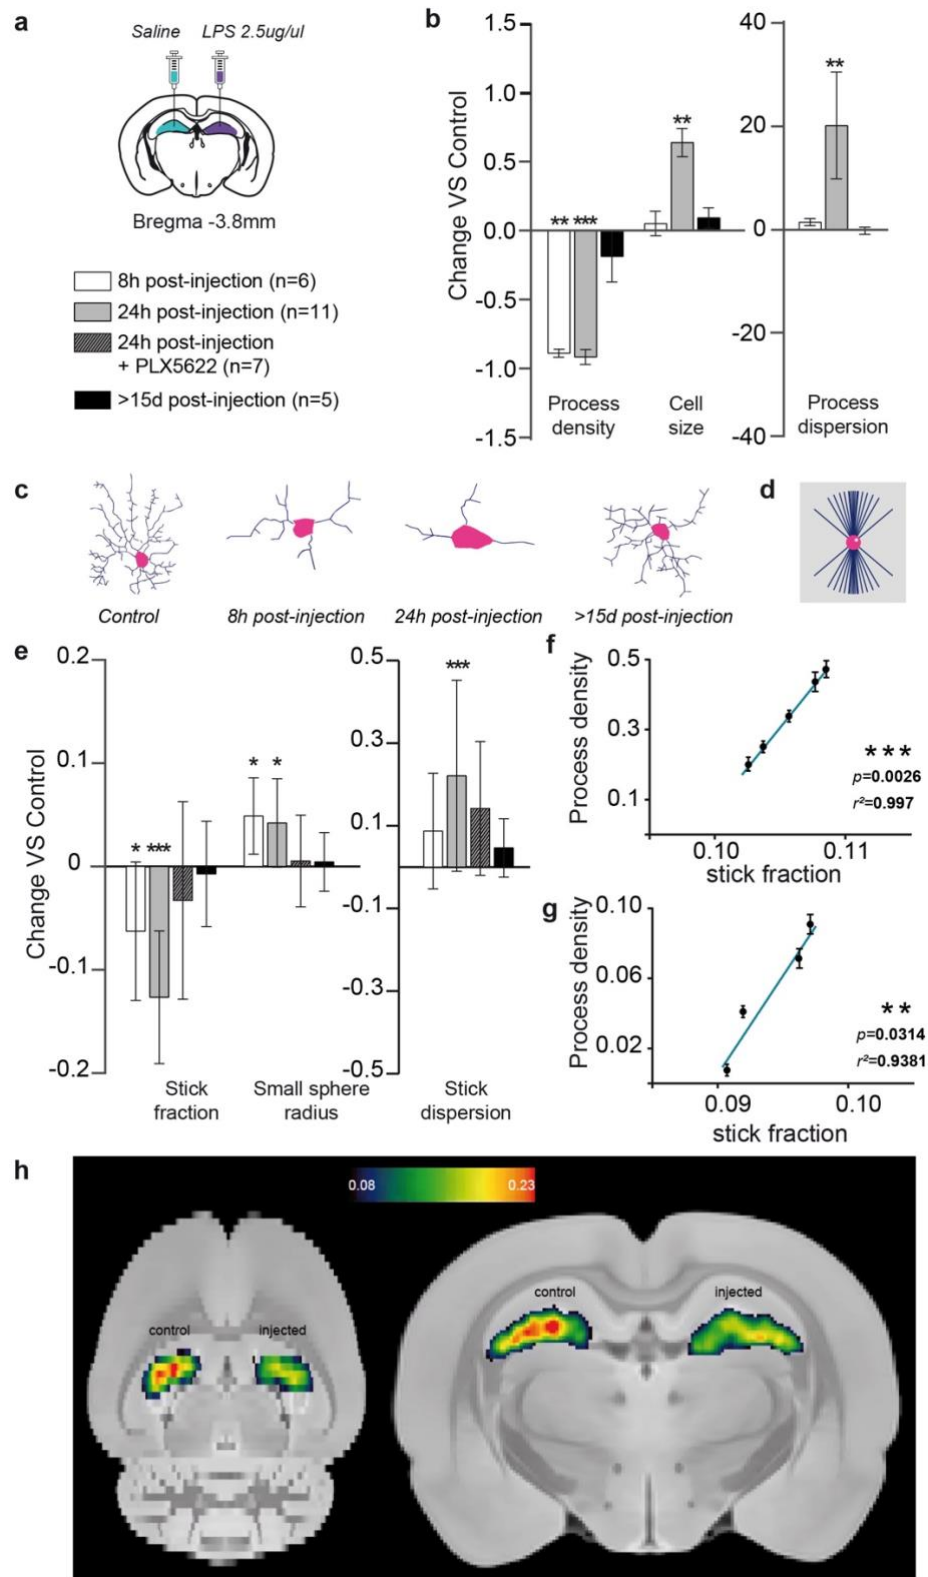 a
Saline LPS 2.5ug/ul
Bregma -3.8mm
8h post-injection (n=6)
24h post-injection (n=11)
24h post-injection
+ PLX5622 (n=7)
>15d post-injection (n=5)
b
Change VS Control
1.5
1.0
0.5
0.0
-0.5
-1.0
-1.5
** ***
**
Process
density
Cell
size
40
20
0
-20
-40
**
Process
dispersion
c
Control
8h post-injection
24h post-injection
>15d post-injection
d
e
Change VS Control
0.2
0.1
0
-0.1
-0.2
* ***
* *
Stick
fraction
Small sphere
radius
0.5
0.3
0.1
-0.1
-0.3
-0.5
***
Stick
dispersion
f
Process density
0.5
0.3
0.1
***
p=0.0026
r²=0.997
0.10 0.11
stick fraction
g
Process density
0.10
0.06
0.02
**
p=0.0314
r²=0.9381
0.09 0.10
stick fraction
h
0.08 0.23
control injected
control injected